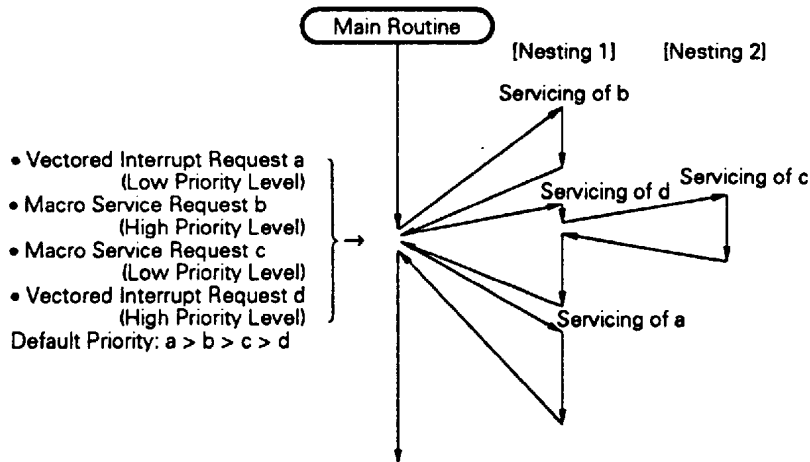 Main Routine
[Nesting 1] [Nesting 2]
Servicing of b
• Vectored Interrupt Request a
(Low Priority Level)
• Macro Service Request b
(High Priority Level)
• Macro Service Request c
(Low Priority Level)
• Vectored Interrupt Request d
(High Priority Level)
Default Priority: a > b > c > d
→
Servicing of d
Servicing of c
Servicing of a